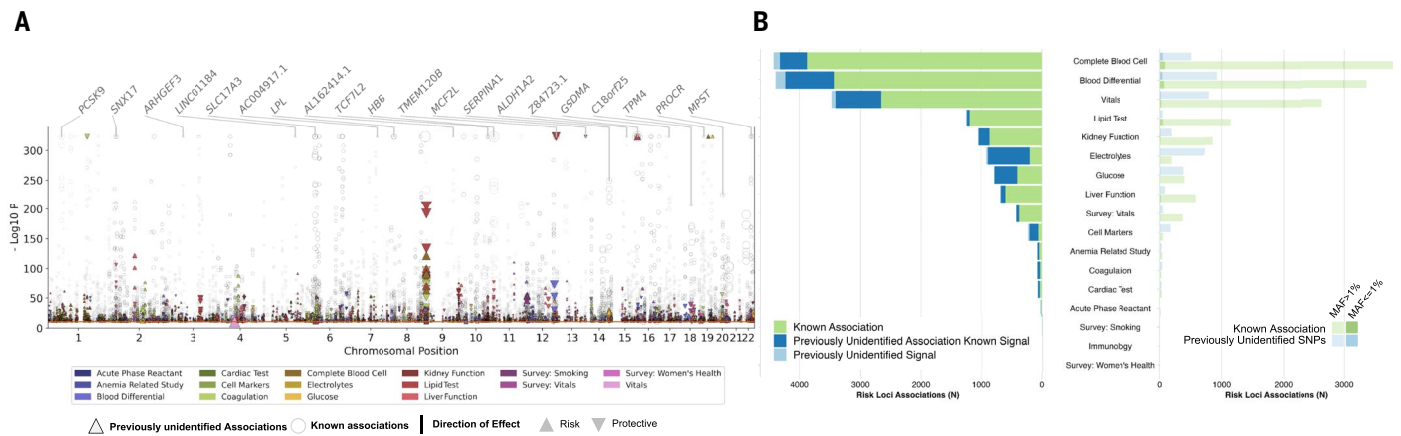 A
PCSK9
SNX17
ARHGEF3
LINC01184
SLC17A3
AC004917.1
LPL
AL162414.1
TCF7L2
HB6
TMEM120B
MCF2L
SERPINA1
ALDH1A2
Z84723.1
GSDMA
C18orf25
TPM4
PROCR
MPST
- Log10 P
300
250
200
150
100
50
0
1 2 3 4 5 6 7 8 9 10 11 12 13 14 15 16 17 18 19 20 21 22
Chromosomal Position
Acute Phase Reactant Cardiac Test Complete Blood Cell Kidney Function Survey: Smoking Survey: Women's Health
Anemia Related Study Cell Markers Electrolytes LipidTest Survey: Vitals Vitals
Blood Differential Coagulation Glucose LiverFunction
Previously unidentified Associations Known associations Direction of Effect Risk Protective
B
Complete Blood Cell
Blood Differential
Vitals
Lipid Test
Kidney Function
Electrolytes
Glucose
Liver Function
Survey: Vitals
Cell Markers
Anemia Related Study
Coagulaion
Cardiac Test
Acute Phase Reactant
Survey: Smoking
Immunobgy
Survey: Women's Health
Known Association
Previously Unidentified Association Known Signal
Previously Unidentified Signal
4000 3000 2000 1000 0
Risk Loci Associations (N)
MAF>1%
MAF<=1%
Known Association
Previously Unidentified SNPs
0 1000 2000 3000
Risk Loci Associations (N)